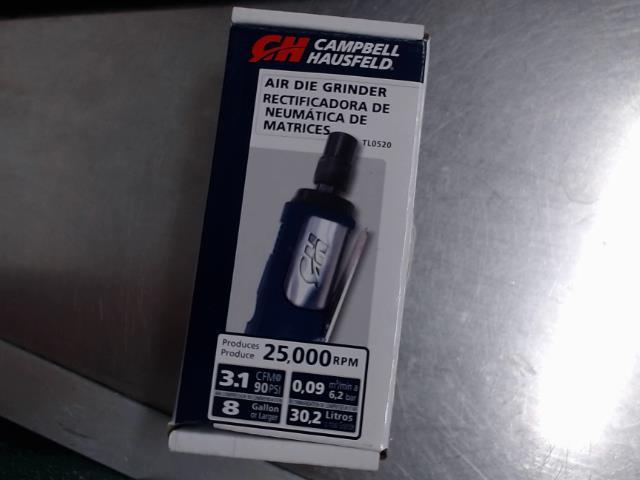 CAMPBELL
HAUSFELD
AIR DIE GRINDER
RECTIFICADORA DE
NEUMÁTICA DE
MATRICES
TL0520
Produces
Produce
25,000 RPM
3.1 CFM@ 90 PSI
0,09 m³/min a 6,2 bar
8 Gallon or Larger
30,2 Litros